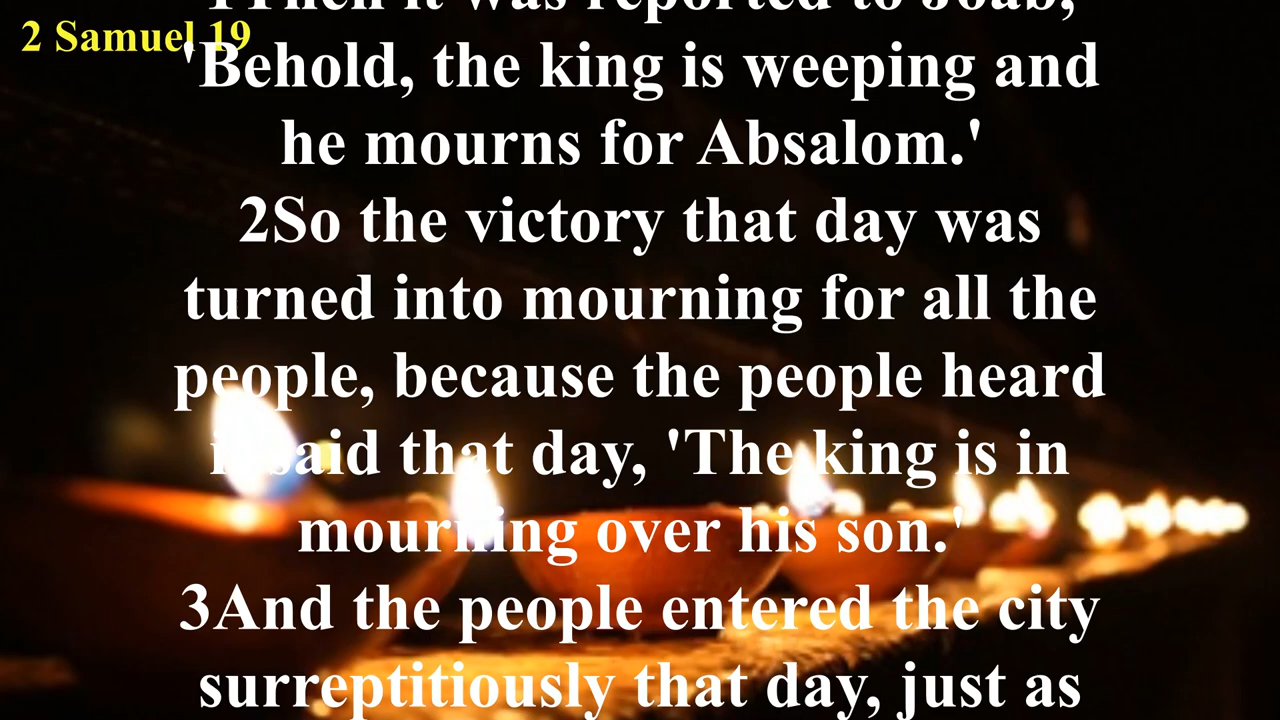 2 Samuel 19
1Then it was reported to Joab,
'Behold, the king is weeping and
he mourns for Absalom.'
2So the victory that day was
turned into mourning for all the
people, because the people heard
it said that day, 'The king is in
mourning over his son.'
3And the people entered the city
surreptitiously that day, just as